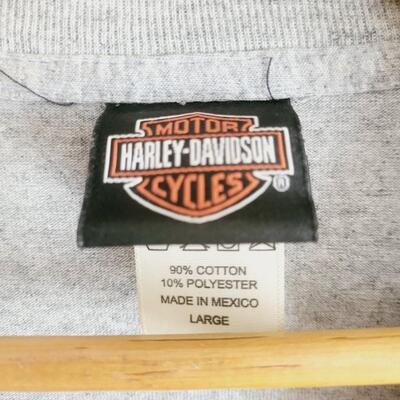 MOTOR
HARLEY-DAVIDSON
CYCLES
®
90% COTTON
10% POLYESTER
MADE IN MEXICO
LARGE